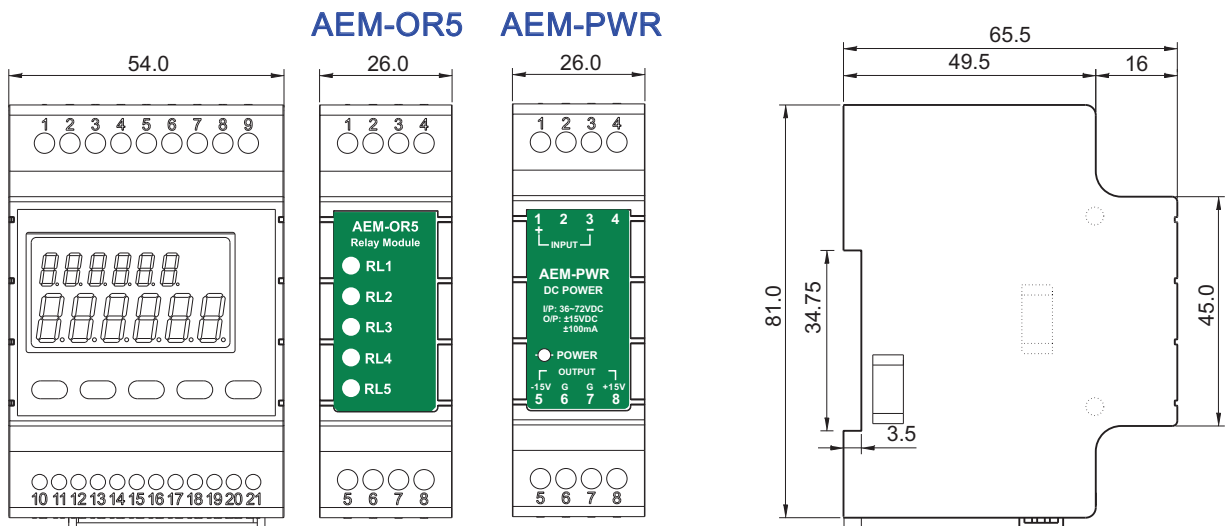 AEM-OR5 AEM-PWR
54.0
26.0
26.0
65.5
49.5
16
1 2 3 4 5 6 7 8 9
1 2 3 4
1 2 3 4
AEM-OR5
Relay Module
RL1
RL2
RL3
RL4
RL5
1 2 3 4
+ −
INPUT
AEM-PWR
DC POWER
I/P: 36~72VDC
O/P: ±15VDC
±100mA
POWER
OUTPUT
-15V G G +15V
5 6 7 8
81.0
34.75
45.0
3.5
10 11 12 13 14 15 16 17 18 19 20 21
5 6 7 8
5 6 7 8